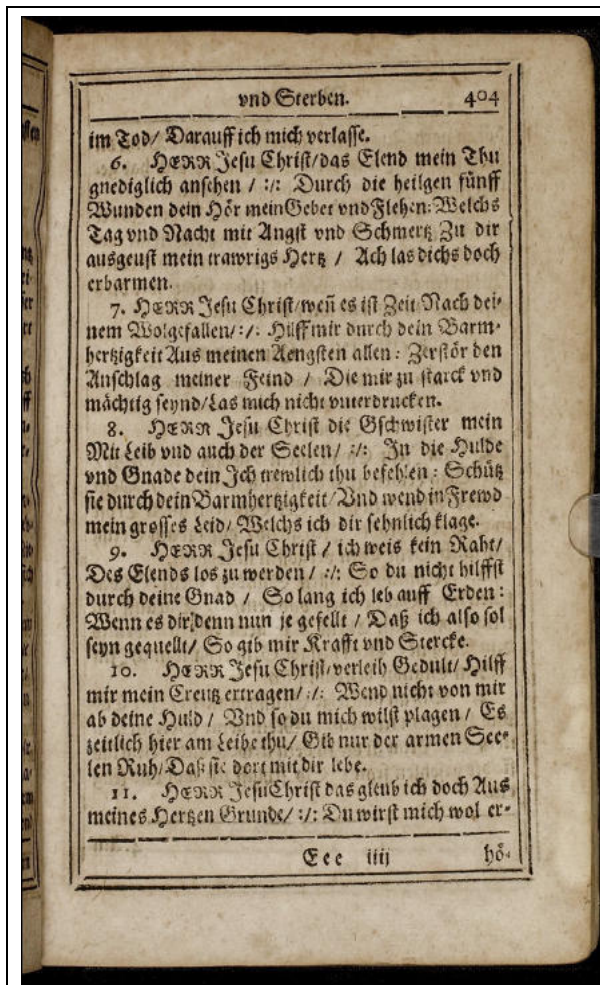 vnd Sterben. 404
im Tod/ Darauff ich mich verlasse.
6. HERR Jesu Christ/das Elend mein Thu
gnediglich ansehen / :/: Durch die heilgen fünff
Wunden dein Hör mein Gebet vnd Flehen: Welchs
Tag vnd Nacht mit Angst vnd Schmertz Zu dir
ausgeust mein trawrigs Hertz / Ach las dichs doch
erbarmen.
7. HERR Jesu Christ/weñ es ist Zeit Nach dei-
nem Wolgefallen/:/: Hilff mir durch dein Barm-
hertzigkeit Aus meinen Aengsten allen: Zerstör den
Anschlag meiner Feind / Die mir zu starck vnd
mächtig seynd/Las mich nicht vnterdrucken.
8. HERR Jesu Christ die Gschwister mein
Mit Leib vnd auch der Seelen/ :/: In die Hulde
vnd Gnade dein Ich trewlich thu befehlen: Schütz
sie durch dein Barmhertzigkeit/Vnd wend in Frewd
mein grosses Leid/ Welchs ich dir sehnlich klage.
9. HERR Jesu Christ / ich weis kein Raht/
Des Elends los zu werden / :/: So du nicht hilffst
durch deine Gnad / So lang ich leb auff Erden:
Wenn es dir denn nun je gefellt / Daß ich also sol
seyn gequellt/ So gib mir Krafft vnd Stercke.
10. HERR Jesu Christ/verleih Gedult/ Hilff
mir mein Creutz ertragen/ :/: Wend nicht von mir
ab deine Huld / Vnd so du mich wilst plagen / Es
zeitlich hier am Leibe thu/ Gib nur der armen See-
len Ruh/Daß sie dort mit dir lebe.
11. HERR Jesu Christ das gleub ich doch Aus
meines Hertzen Grunde/ :/: Du wirst mich wol er-
Eee iiij hö-